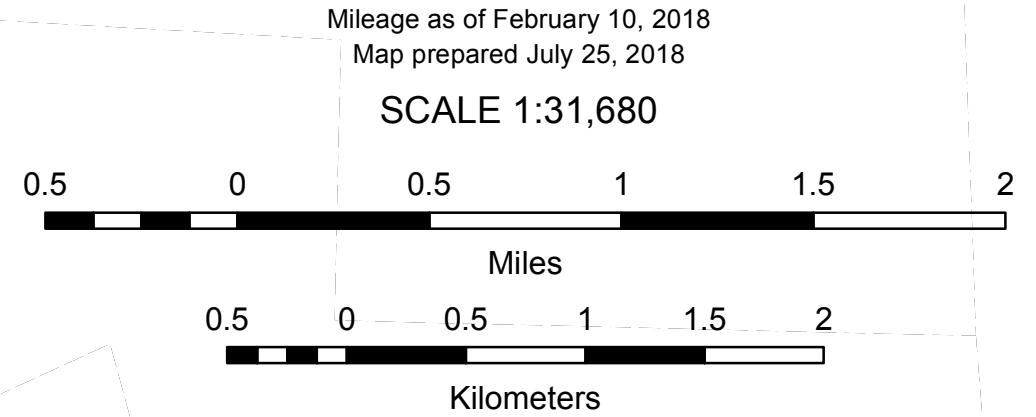 Mileage as of February 10, 2018
Map prepared July 25, 2018
SCALE 1:31,680
0.5 0 0.5 1 1.5 2
Miles
0.5 0 0.5 1 1.5 2
Kilometers